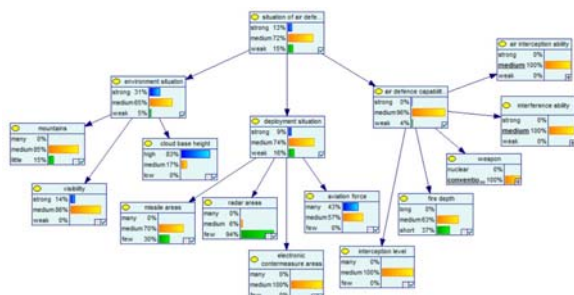 situation of air defe...
strong 13%
medium 72%
weak 15%
environment situaton
strong 31%
medium 65%
weak 5%
deployment situation
strong 9%
medium 74%
weak 16%
air defence capabilit...
strong 0%
medium 96%
weak 4%
air interception ability
strong 0%
medium 100%
weak 0%
interference ability
strong 0%
medium 100%
weak 0%
weapon
nuclear 0%
conventio... 100%
mountains
many 0%
medium 85%
little 15%
cloud base height
high 83%
medium 17%
few 0%
visibility
strong 14%
medium 86%
weak 0%
missile areas
many 0%
medium 70%
few 30%
radar areas
many 0%
medium 6%
few 94%
aviation force
many 43%
medium 57%
few 0%
fire depth
long 0%
medium 63%
short 37%
electronic
contermeasure areas
many 0%
medium 100%
few 0%
interception level
many 0%
medium 100%
few 0%